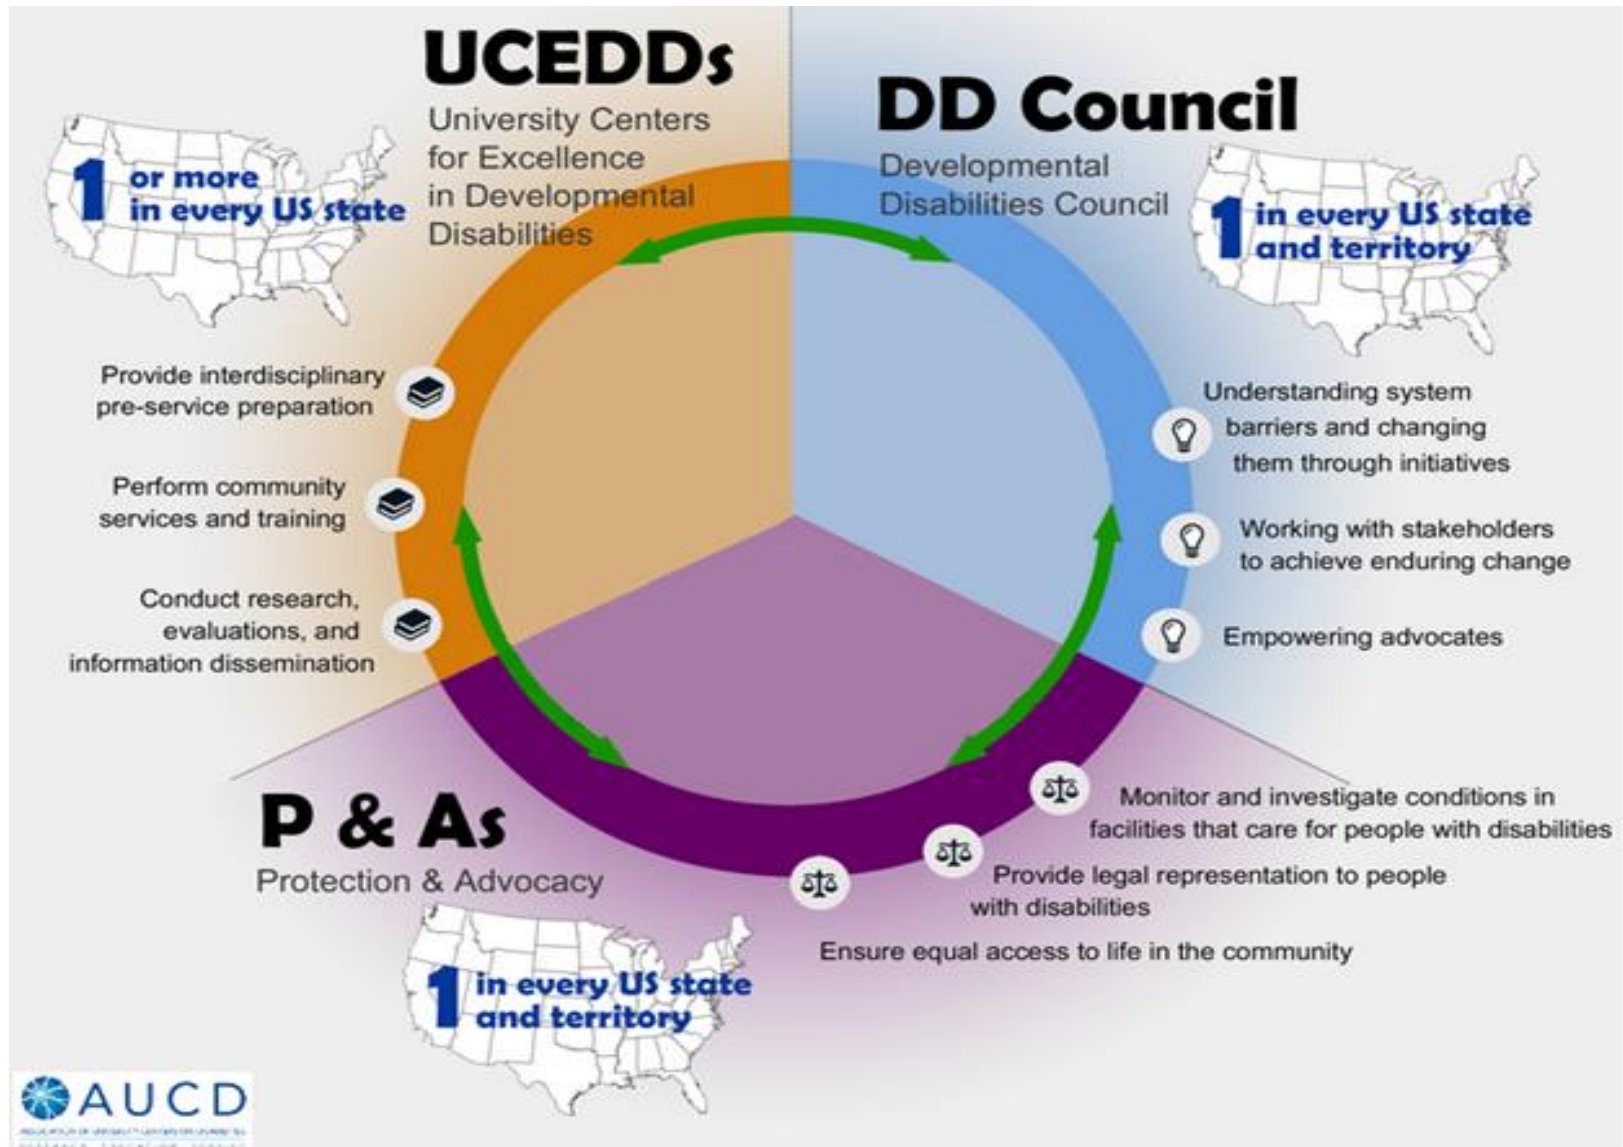 UCEDDs
University Centers
for Excellence
in Developmental
Disabilities
1 or more
in every US state
Provide interdisciplinary
pre-service preparation
Perform community
services and training
Conduct research,
evaluations, and
information dissemination
DD Council
Developmental
Disabilities Council
1 in every US state
and territory
Understanding system
barriers and changing
them through initiatives
Working with stakeholders
to achieve enduring change
Empowering advocates
P & As
Protection & Advocacy
1 in every US state
and territory
Monitor and investigate conditions in
facilities that care for people with disabilities
Provide legal representation to people
with disabilities
Ensure equal access to life in the community
AUCD